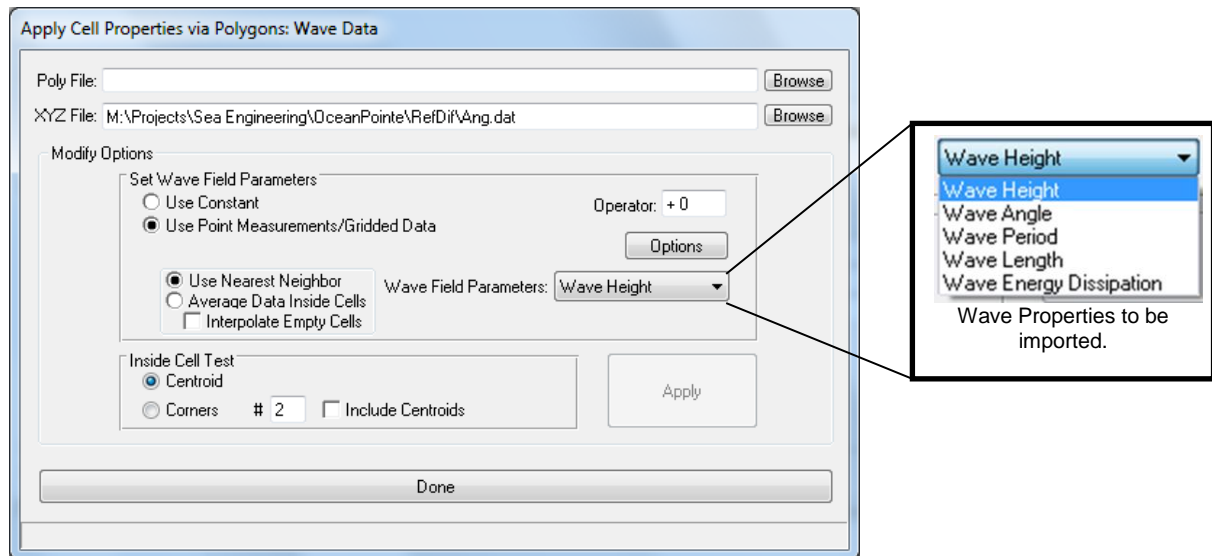 Apply Cell Properties via Polygons: Wave Data
Poly File: Browse
XYZ File: M:\Projects\Sea Engineering\OceanPointe\RefDif\Ang.dat Browse
Modify Options
Set Wave Field Parameters
Use Constant
Operator: + 0
Use Point Measurements/Gridded Data
Options
Use Nearest Neighbor
Wave Field Parameters: Wave Height
Average Data Inside Cells
Interpolate Empty Cells
Inside Cell Test
Centroid
Corners # 2 Include Centroids
Apply
Done
Wave Height
Wave Height
Wave Angle
Wave Period
Wave Length
Wave Energy Dissipation
Wave Properties to be
imported.